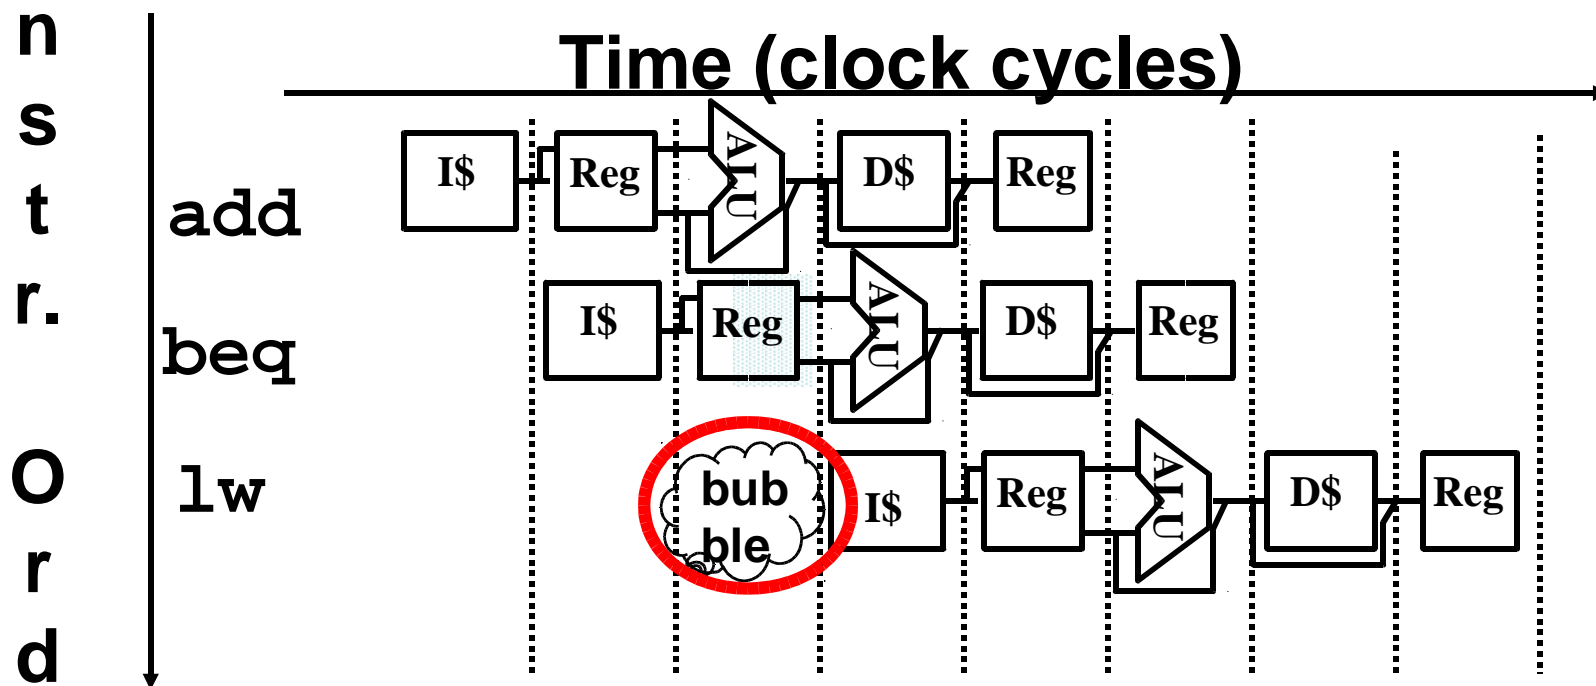 Time (clock cycles)
n
s
t
r.
O
r
d
add
I$ Reg ALU D$ Reg
beq
I$ Reg ALU D$ Reg
lw
bub
ble
I$ Reg ALU D$ Reg